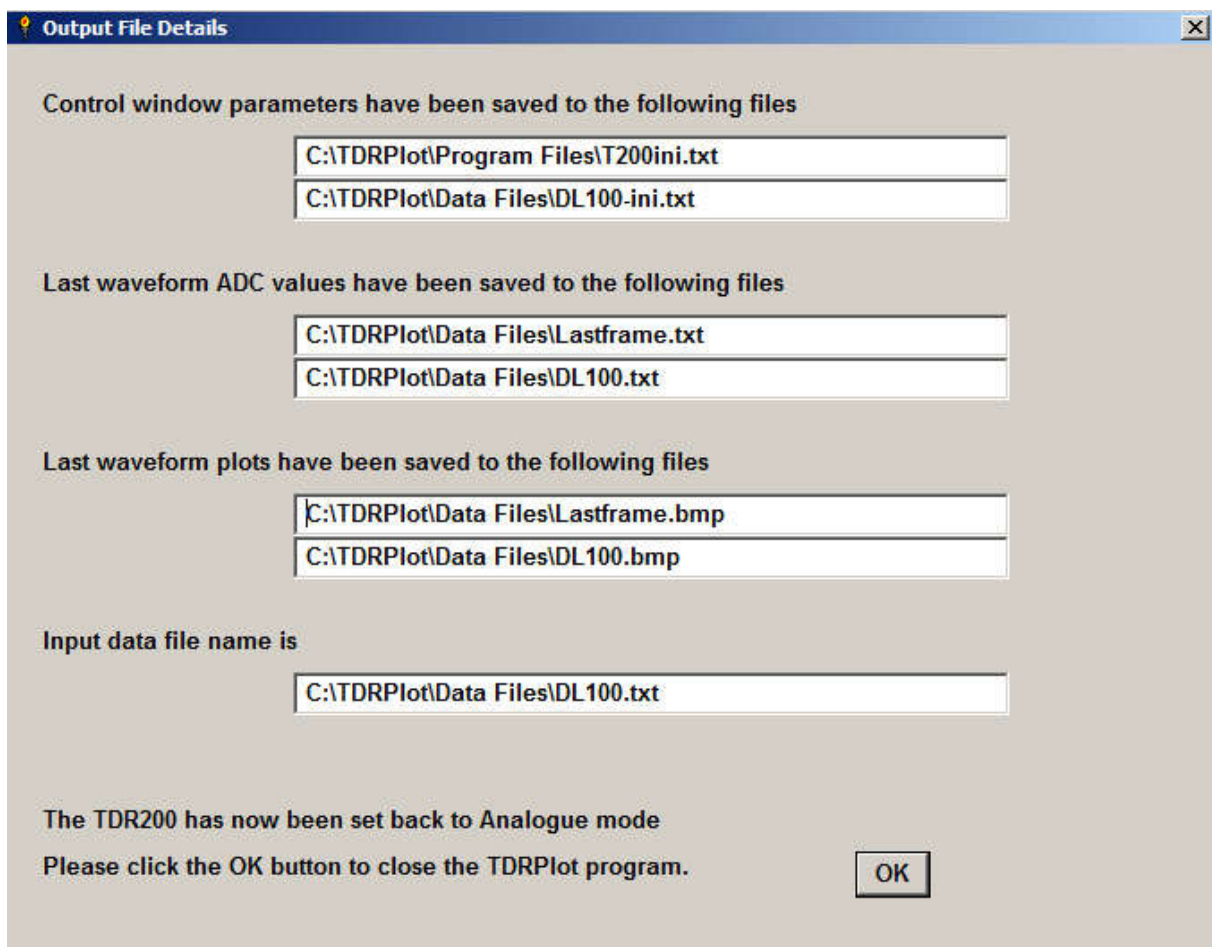 Output File Details
Control window parameters have been saved to the following files
C:\TDRPlot\Program Files\T200ini.txt
C:\TDRPlot\Data Files\DL100-ini.txt
Last waveform ADC values have been saved to the following files
C:\TDRPlot\Data Files\Lastframe.txt
C:\TDRPlot\Data Files\DL100.txt
Last waveform plots have been saved to the following files
C:\TDRPlot\Data Files\Lastframe.bmp
C:\TDRPlot\Data Files\DL100.bmp
Input data file name is
C:\TDRPlot\Data Files\DL100.txt
The TDR200 has now been set back to Analogue mode
Please click the OK button to close the TDRPlot program.
OK